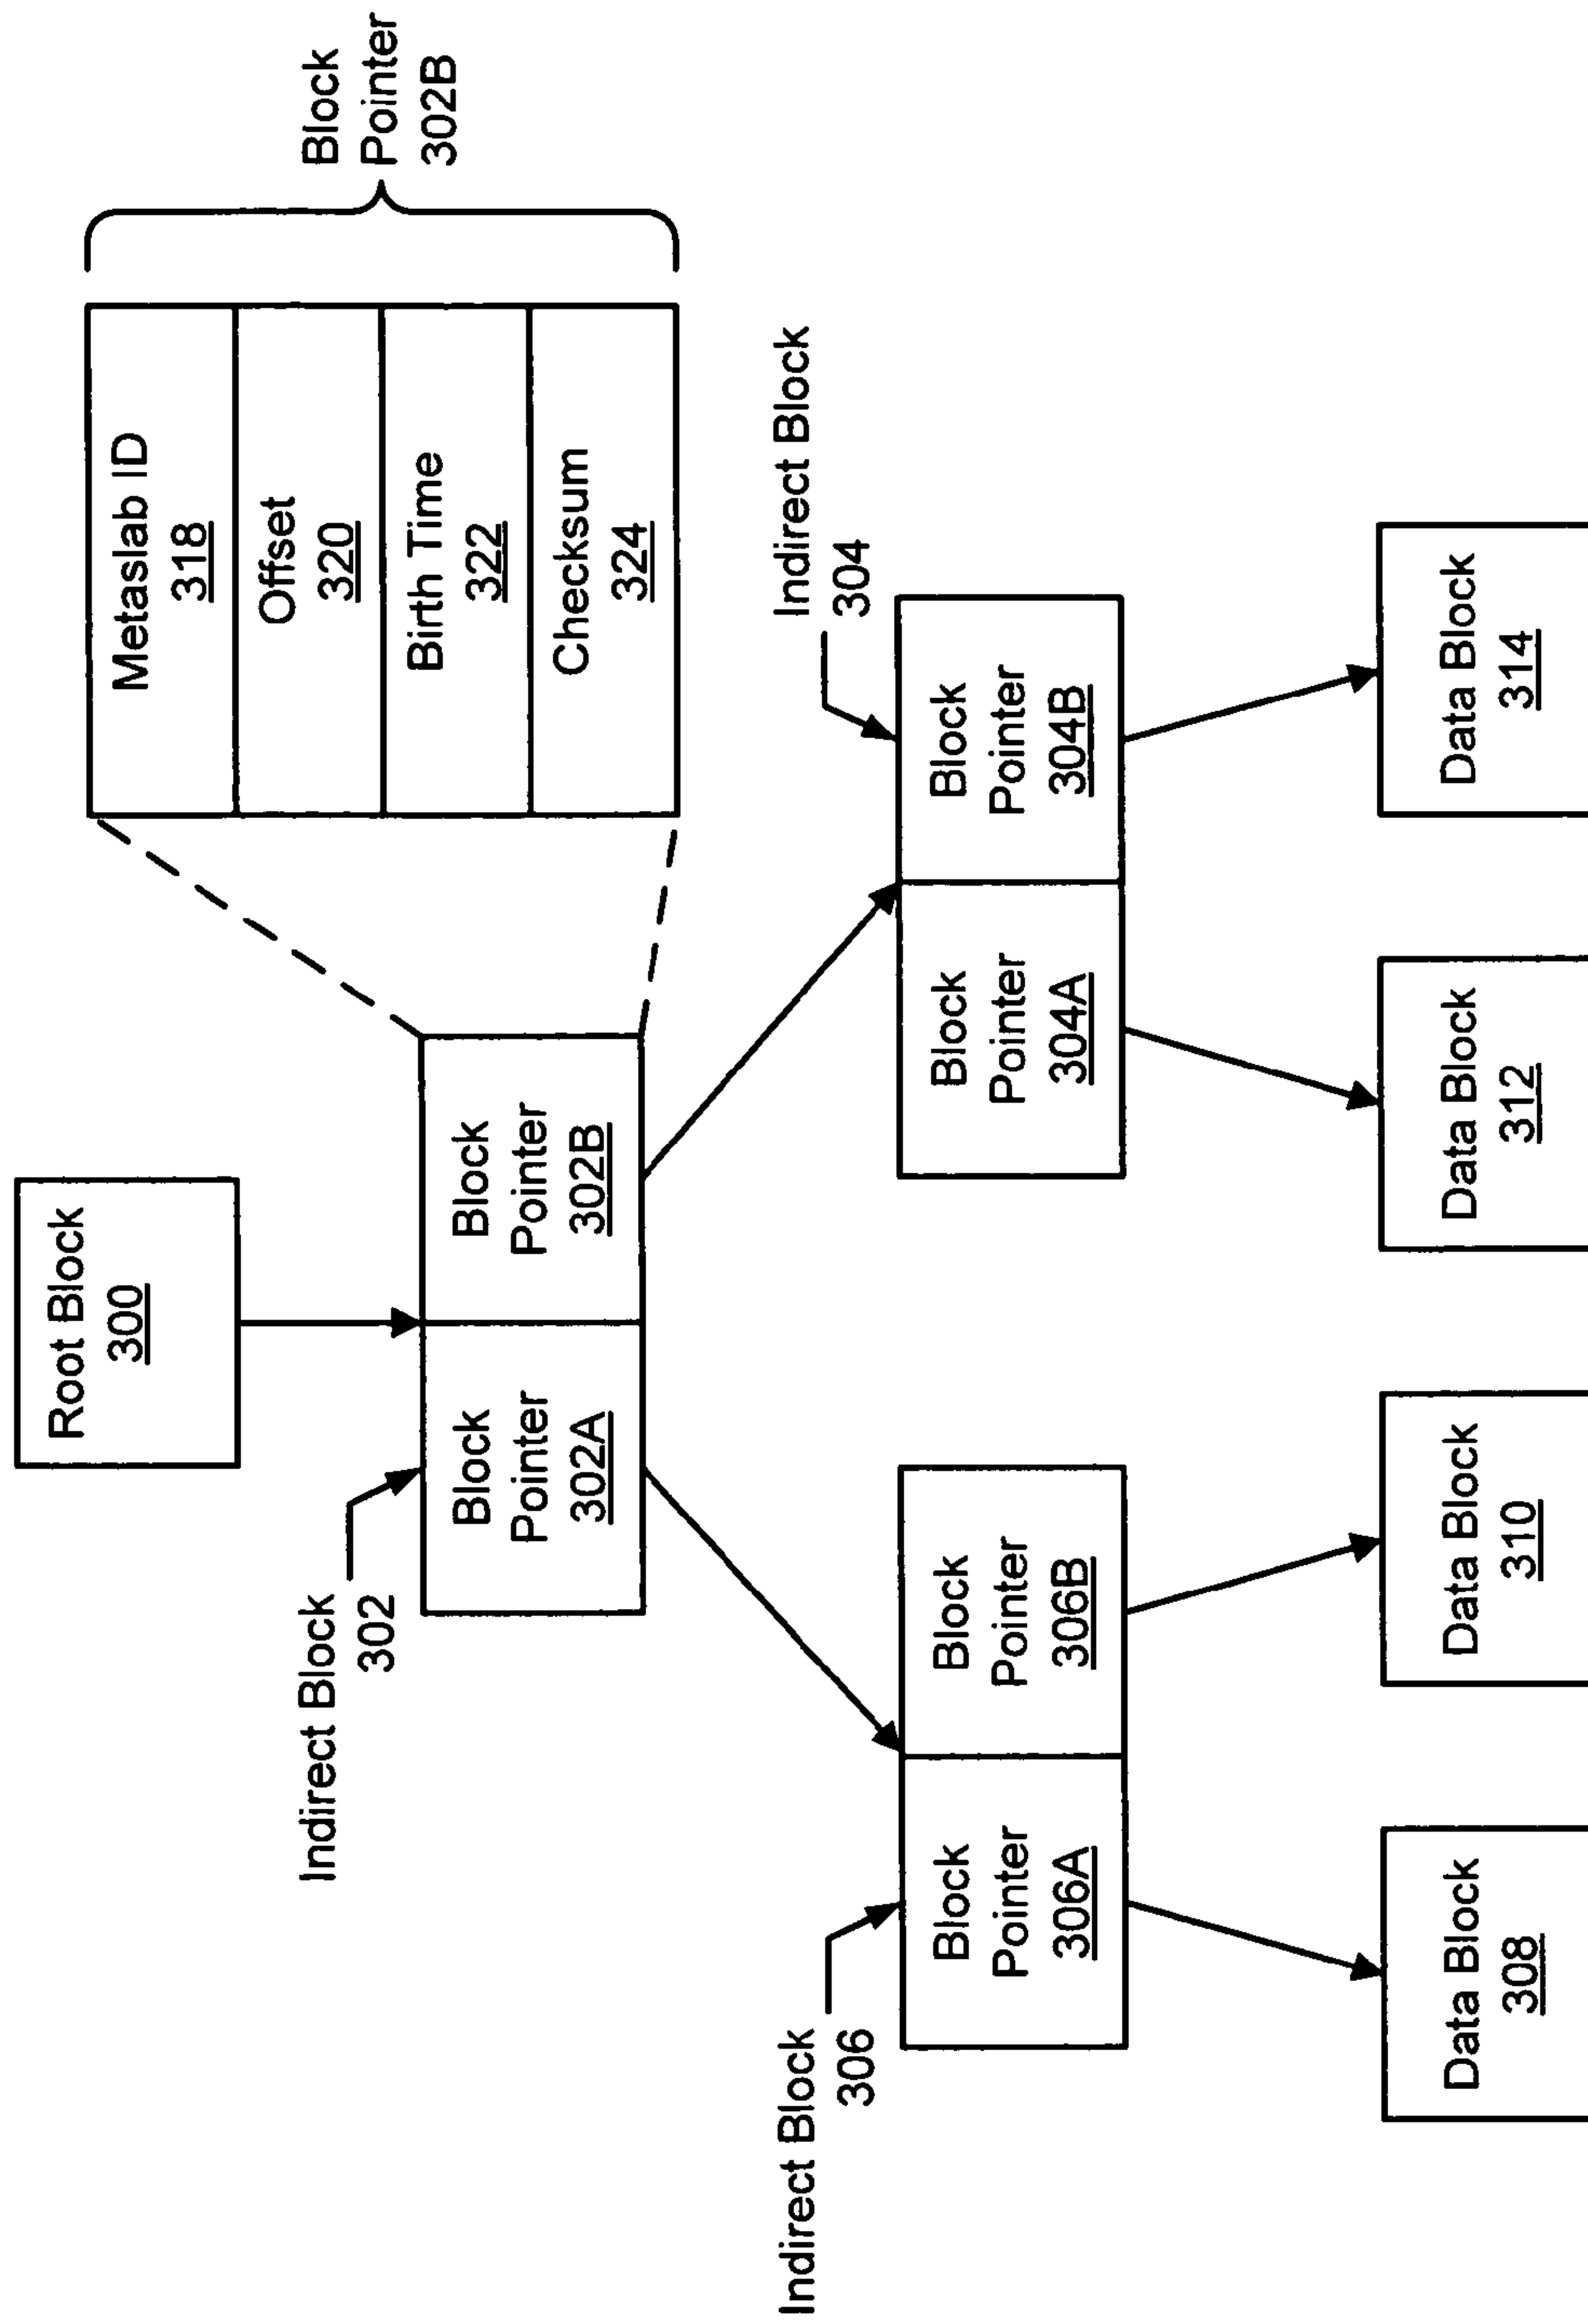 Root Block
300
Metaslab ID
318
Offset
320
Birth Time
322
Checksum
324
Block
Pointer
302B
Indirect Block
302
Block
Pointer
302A
Block
Pointer
302B
Indirect Block
306
Block
Pointer
306A
Block
Pointer
306B
Indirect Block
304
Block
Pointer
304A
Block
Pointer
304B
Data Block
308
Data Block
310
Data Block
312
Data Block
314